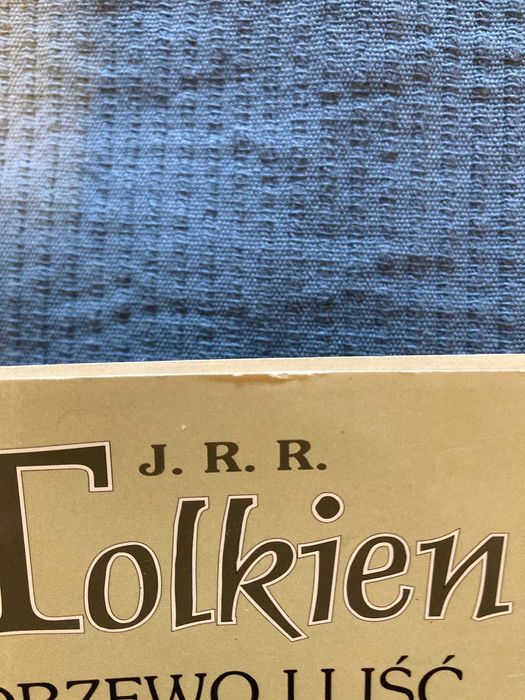 J. R. R.
Tolkien
DRZEWO I LIŚĆ